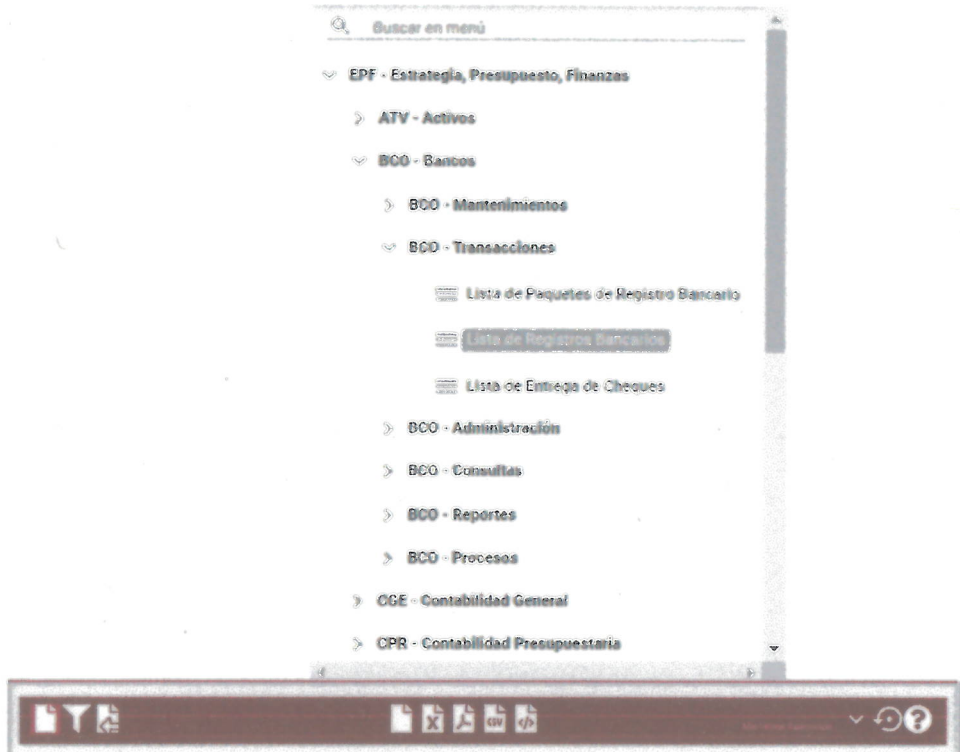 Buscar en menú
EPF - Estrategia, Presupuesto, Finanzas
ATV - Activos
BCO - Bancos
BCO - Mantenimientos
BCO - Transacciones
Lista de Paquetes de Registro Bancario
Lista de Registros Bancarios
Lista de Entrega de Cheques
BCO - Administración
BCO - Consultas
BCO - Reportes
BCO - Procesos
CGE - Contabilidad General
CPR - Contabilidad Presupuestaria
X CSV </> ?